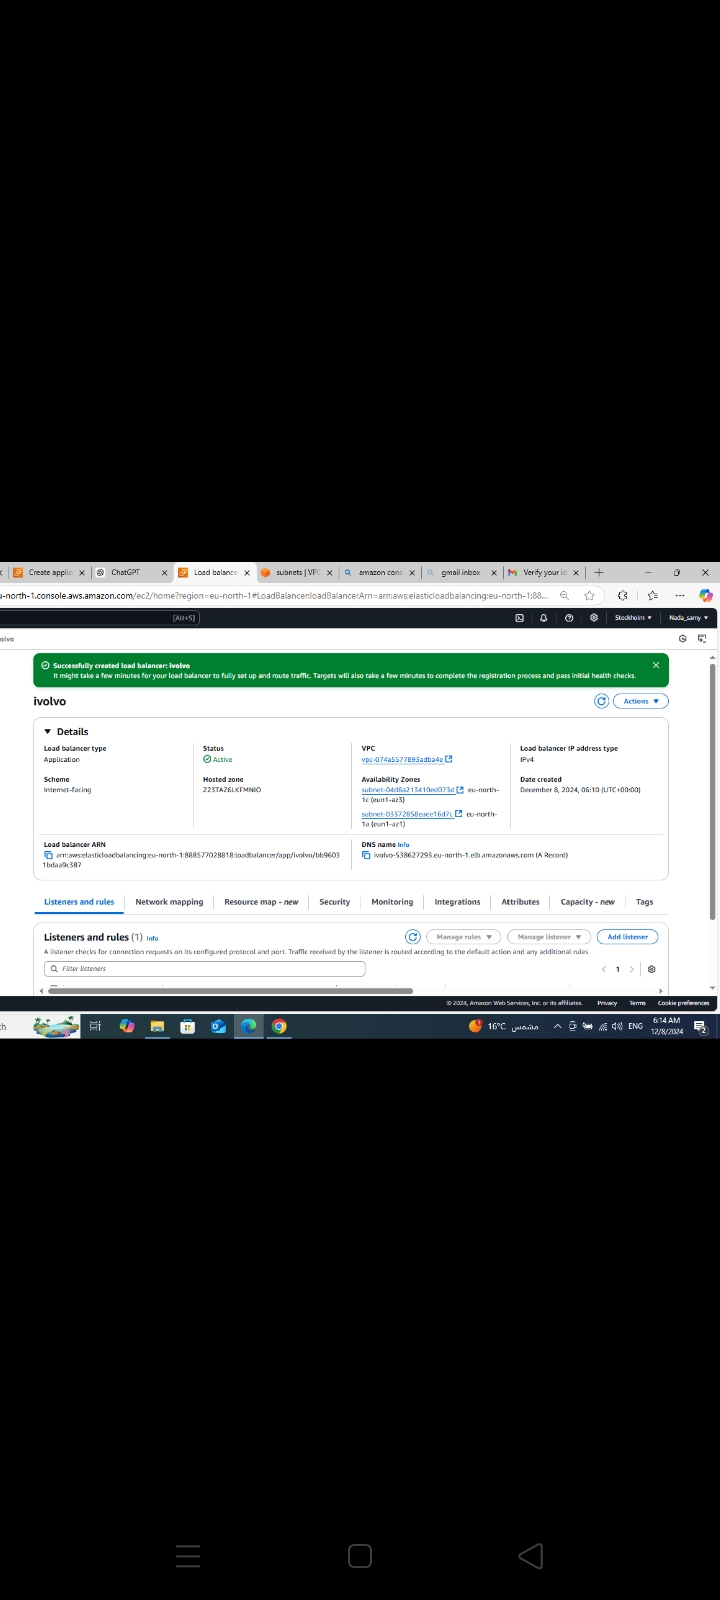 Create applic
ChatGPT
Load balance
subnets | VPC
amazon cons
gmail inbox
Verify your i
u-north-1.console.aws.amazon.com/ec2/home?region=eu-north-1#LoadBalancer:loadBalancerArn=arn:aws:elasticloadbalancing:eu-north-1:88...
[Alt+S]
Stockholm
Nada_samy
olvo
Successfully created load balancer: ivolvo
It might take a few minutes for your load balancer to fully set up and route traffic. Targets will also take a few minutes to complete the registration process and pass initial health checks.
ivolvo
Actions
Details
Load balancer type
Application
Status
Active
VPC
vpc-074a5577893adba4e
Load balancer IP address type
IPv4
Scheme
Internet-facing
Hosted zone
Z23TAZ6LKFMNIO
Availability Zones
subnet-04d8a213410ed073d eu-north-
1c (eun1-az3)
subnet-03372858eaee16d7c eu-north-
1a (eun1-az1)
Date created
December 8, 2024, 06:10 (UTC+00:00)
Load balancer ARN
arn:aws:elasticloadbalancing:eu-north-1:888577028818:loadbalancer/app/ivolvo/bb9603
1bdaa9c387
DNS name Info
ivolvo-538627293.eu-north-1.elb.amazonaws.com (A Record)
Listeners and rules
Network mapping
Resource map - new
Security
Monitoring
Integrations
Attributes
Capacity - new
Tags
Listeners and rules (1) Info
Manage rules
Manage listener
Add listener
A listener checks for connection requests on its configured protocol and port. Traffic received by the listener is routed according to the default action and any additional rules.
Filter listeners
1
© 2024, Amazon Web Services, Inc. or its affiliates.
Privacy
Terms
Cookie preferences
ch
16°C مشمس
ENG
6:14 AM
12/8/2024
2